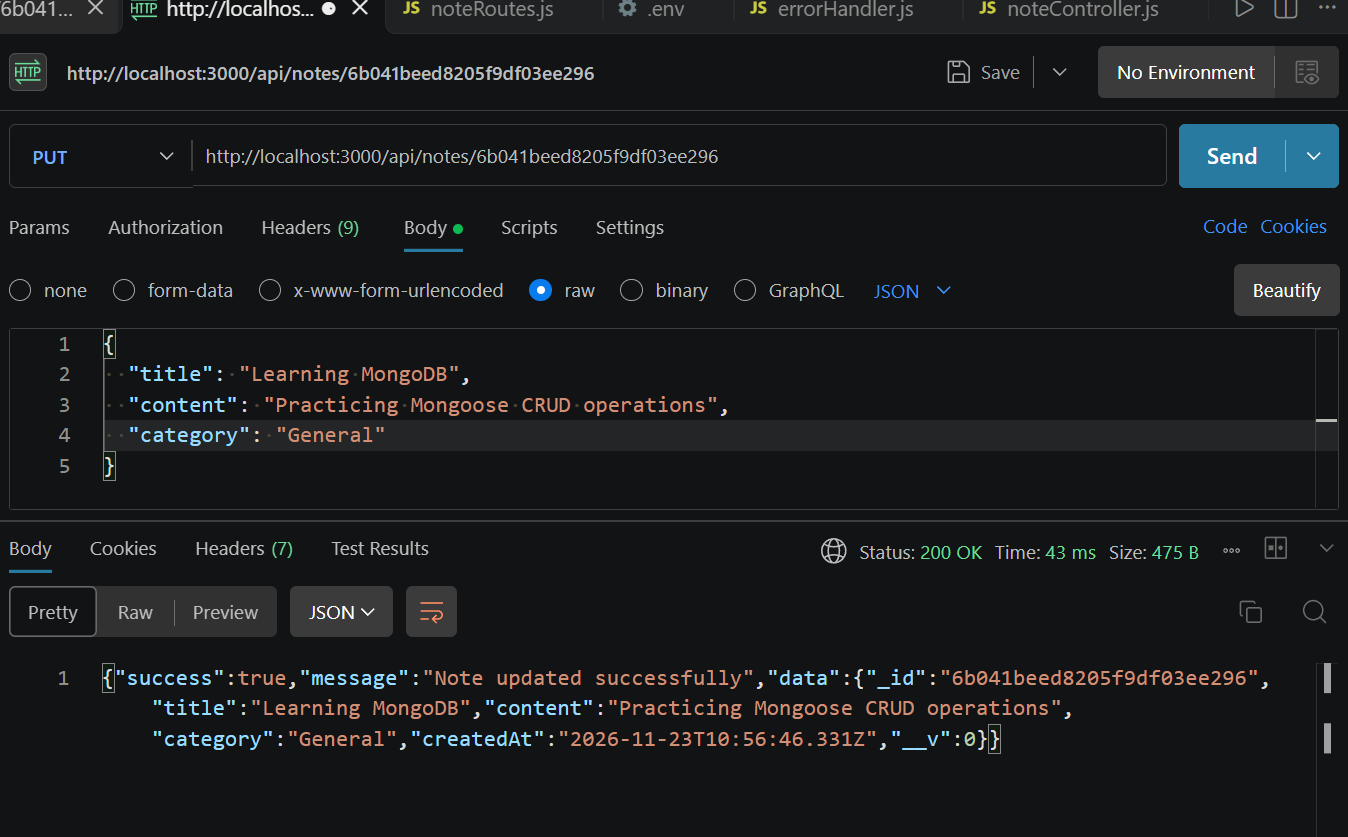 6b041... HTTP http://localhos... JS noteRoutes.js .env JS errorHandler.js JS noteController.js
HTTP http://localhost:3000/api/notes/6b041beed8205f9df03ee296 Save No Environment
PUT http://localhost:3000/api/notes/6b041beed8205f9df03ee296 Send
Params Authorization Headers (9) Body Scripts Settings Code Cookies
none form-data x-www-form-urlencoded raw binary GraphQL JSON Beautify
1 {
2 "title": "Learning MongoDB",
3 "content": "Practicing Mongoose CRUD operations",
4 "category": "General"
5 }
Body Cookies Headers (7) Test Results Status: 200 OK Time: 43 ms Size: 475 B
Pretty Raw Preview JSON
1 {"success":true,"message":"Note updated successfully","data":{"_id":"6b041beed8205f9df03ee296",
"title":"Learning MongoDB","content":"Practicing Mongoose CRUD operations",
"category":"General","createdAt":"2026-11-23T10:56:46.331Z","__v":0}}